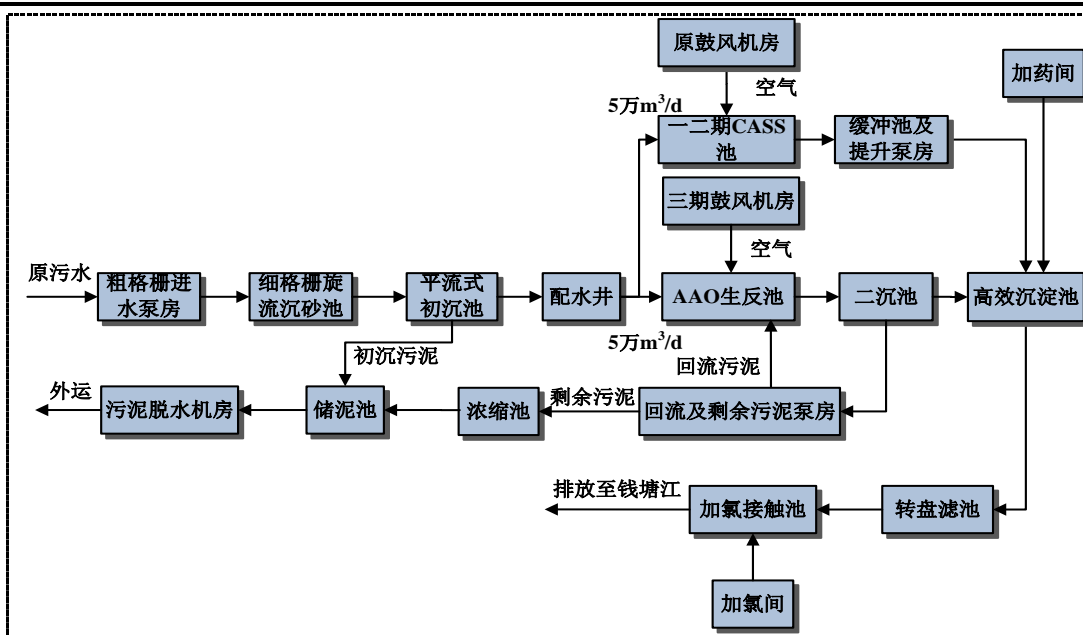 原鼓风机房
加药间
空气
5万m³/d
一二期CASS
池
缓冲池及
提升泵房
三期鼓风机房
空气
原污水
粗格栅进
水泵房
细格栅旋
流沉砂池
平流式
初沉池
配水井
AAO生反池
二沉池
高效沉淀池
5万m³/d
初沉污泥
回流污泥
外运
污泥脱水机房
储泥池
浓缩池
剩余污泥
回流及剩余污泥泵房
排放至钱塘江
加氯接触池
转盘滤池
加氯间